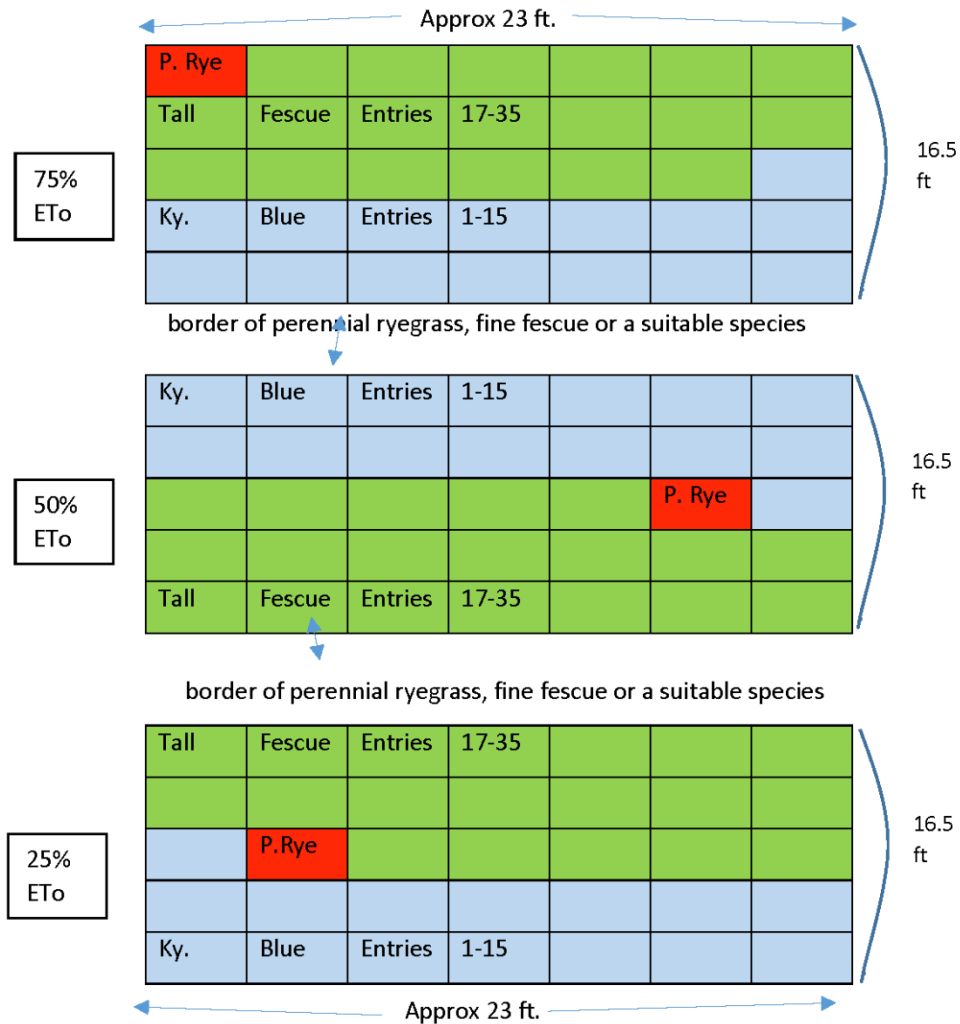 Approx 23 ft.
P. Rye
Tall Fescue Entries 17-35
75%
ETo
16.5
ft
Ky. Blue Entries 1-15
border of perennial ryegrass, fine fescue or a suitable species
Ky. Blue Entries 1-15
50%
ETo
16.5
ft
P. Rye
Tall Fescue Entries 17-35
border of perennial ryegrass, fine fescue or a suitable species
Tall Fescue Entries 17-35
25%
ETo
16.5
ft
P.Rye
Ky. Blue Entries 1-15
Approx 23 ft.